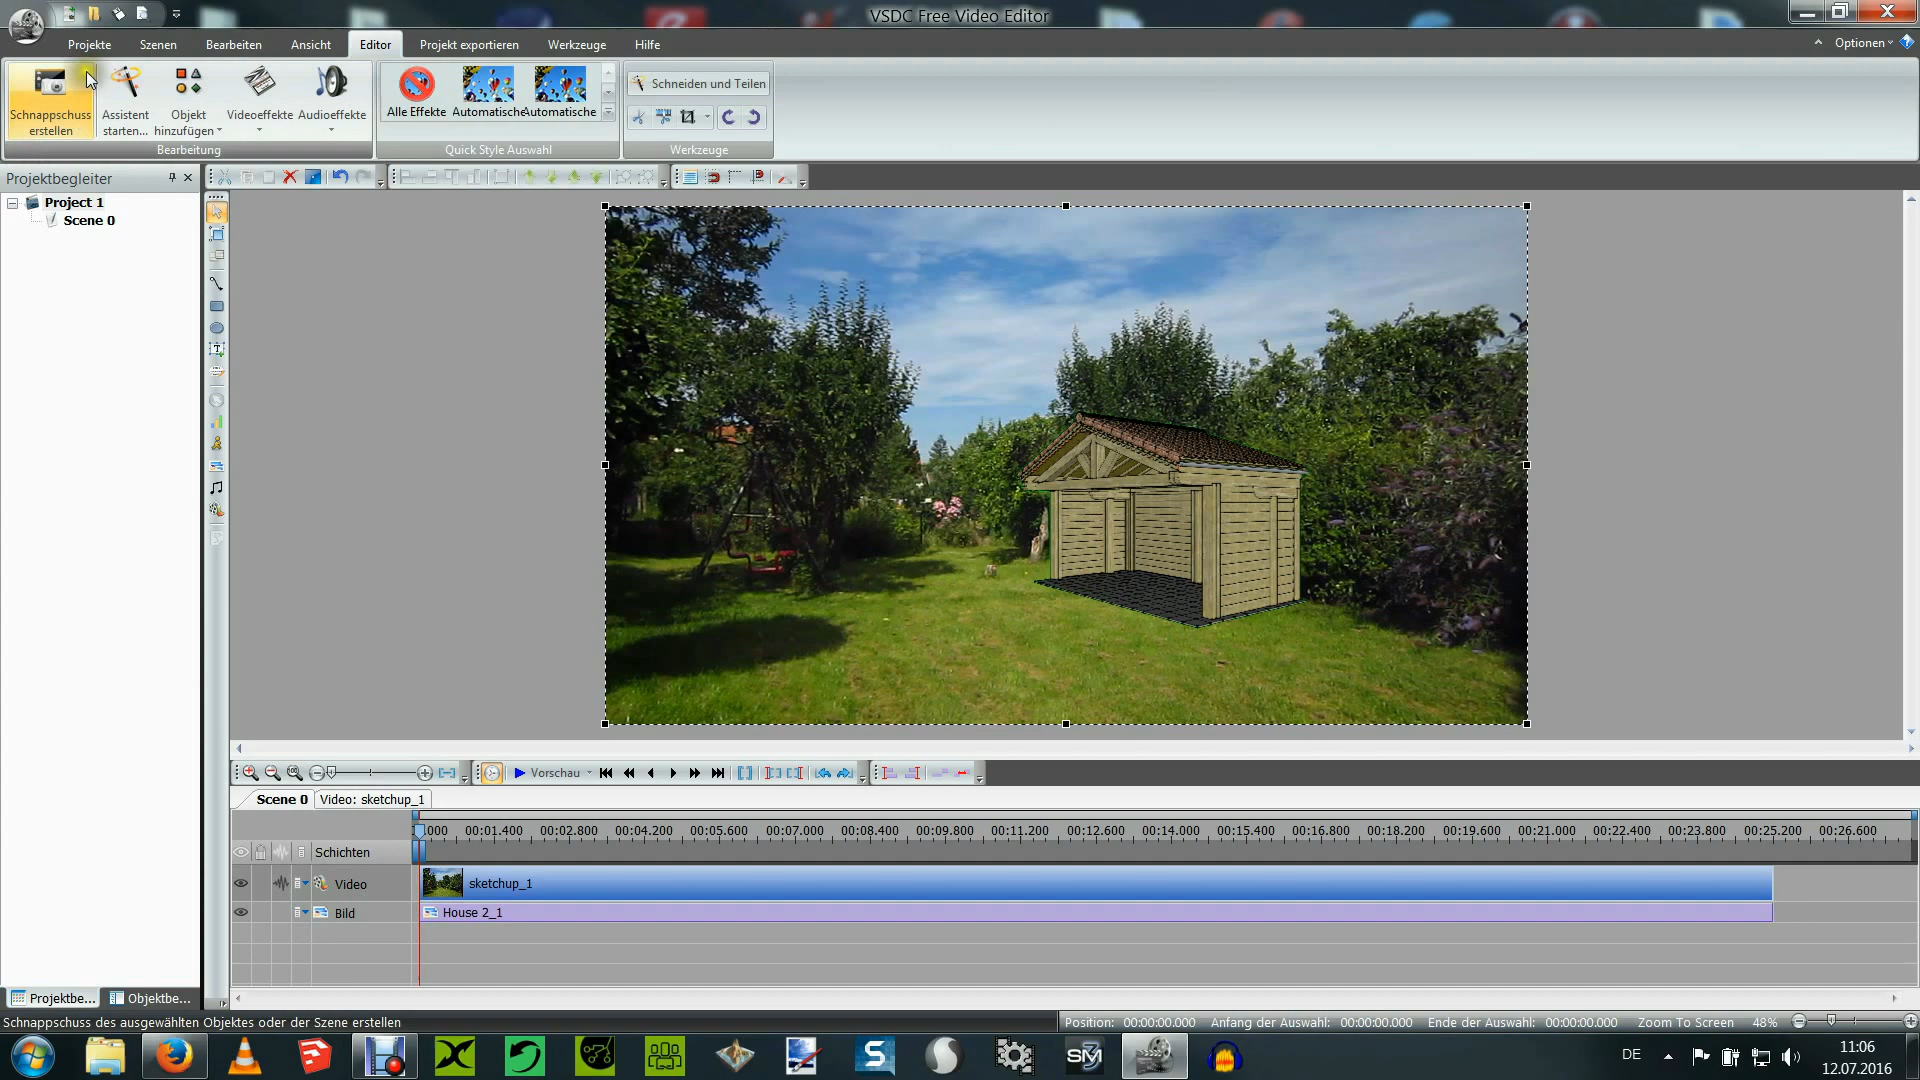 VSDC Free Video Editor
Projekte
Szenen
Bearbeiten
Ansicht
Editor
Projekt exportieren
Werkzeuge
Hilfe
Optionen
Schnappschuss
erstellen
Assistent
starten...
Objekt
hinzufügen
Videoeffekte
Audioeffekte
Bearbeitung
Alle Effekte
Automatische
Automatische
Quick Style Auswahl
Schneiden und Teilen
Werkzeuge
Projektbegleiter
Project 1
Scene 0
Vorschau
Scene 0
Video: sketchup_1
.000
00:01.400
00:02.800
00:04.200
00:05.600
00:07.000
00:08.400
00:09.800
00:11.200
00:12.600
00:14.000
00:15.400
00:16.800
00:18.200
00:19.600
00:21.000
00:22.400
00:23.800
00:25.200
00:26.600
Schichten
Video
sketchup_1
Bild
House 2_1
Projektbe...
Objektbe...
Schnappschuss des ausgewählten Objektes oder der Szene erstellen
Position: 00:00:00.000
Anfang der Auswahl: 00:00:00.000
Ende der Auswahl: 00:00:00.000
Zoom To Screen
48%
DE
11:06
12.07.2016